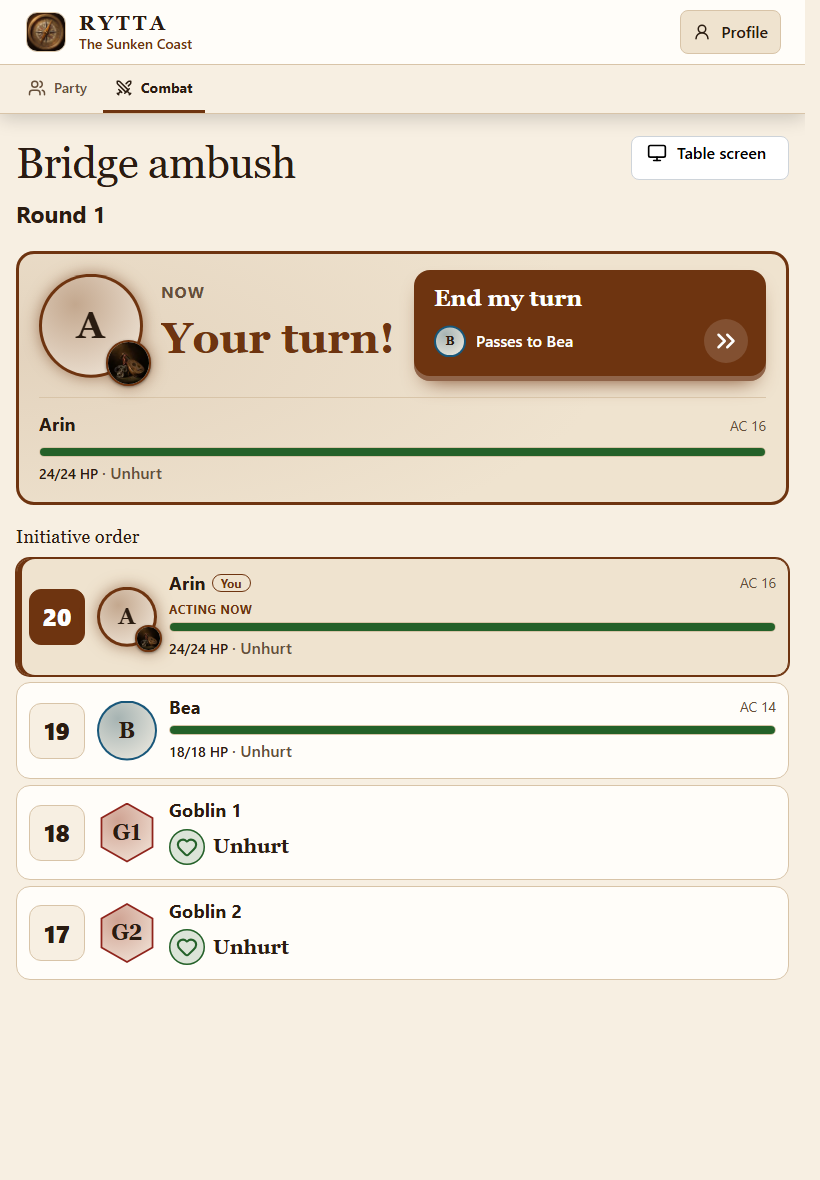 RYTTA
The Sunken Coast
Profile
Party
Combat
Bridge ambush
Table screen
Round 1
A
NOW
Your turn!
End my turn
B
Passes to Bea
Arin
AC 16
24/24 HP · Unhurt
Initiative order
20
A
Arin
You
AC 16
ACTING NOW
24/24 HP · Unhurt
19
B
Bea
AC 14
18/18 HP · Unhurt
18
G1
Goblin 1
Unhurt
17
G2
Goblin 2
Unhurt